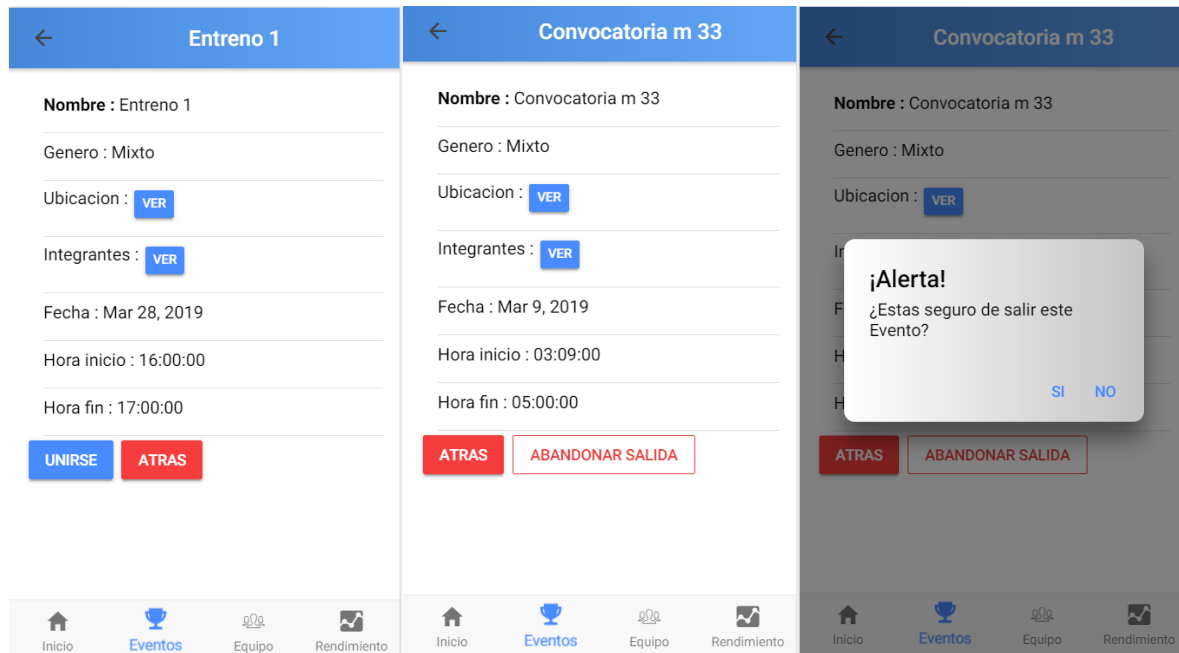 Entreno 1
Nombre : Entreno 1
Genero : Mixto
Ubicacion : VER
Integrantes : VER
Fecha : Mar 28, 2019
Hora inicio : 16:00:00
Hora fin : 17:00:00
UNIRSE ATRAS
Inicio Eventos Equipo Rendimiento
Convocatoria m 33
Nombre : Convocatoria m 33
Genero : Mixto
Ubicacion : VER
Integrantes : VER
Fecha : Mar 9, 2019
Hora inicio : 03:09:00
Hora fin : 05:00:00
ATRAS ABANDONAR SALIDA
Inicio Eventos Equipo Rendimiento
Convocatoria m 33
Nombre : Convocatoria m 33
Genero : Mixto
Ubicacion : VER
¡Alerta!
¿Estas seguro de salir este
Evento?
SI NO
ATRAS ABANDONAR SALIDA
Inicio Eventos Equipo Rendimiento